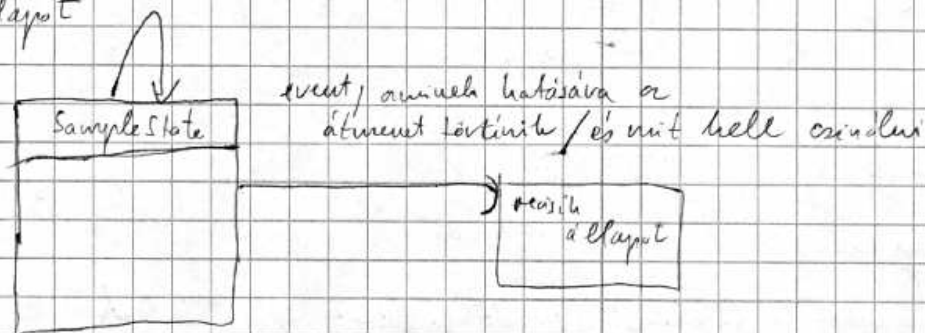 állapot
SampleState
event, aminek hatására a
átmenet történik / és mit kell csinálni
másik
állapot